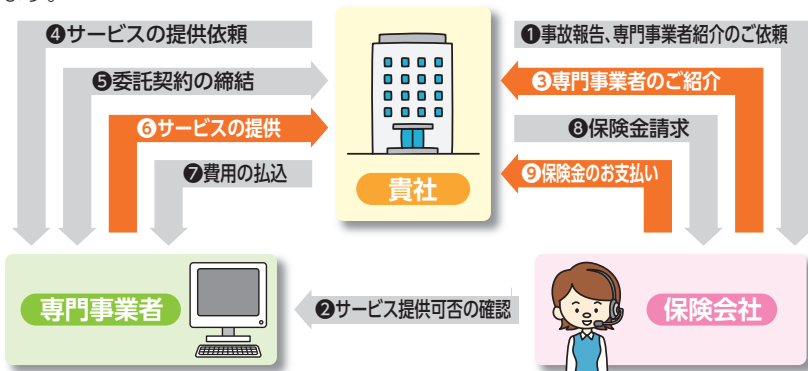 ます。
❹サービスの提供依頼
❶事故報告、専門事業者紹介のご依頼
❺委託契約の締結
❸専門事業者のご紹介
❻サービスの提供
❽保険金請求
❼費用の払込
❾保険金のお支払い
貴社
専門事業者
❷サービス提供可否の確認
保険会社